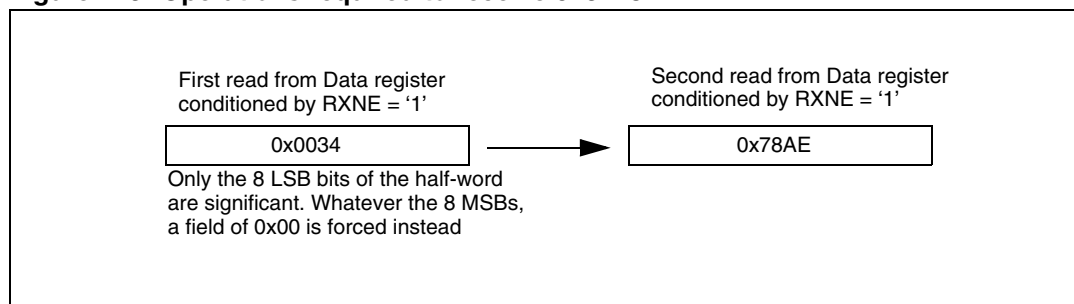 First read from Data register
conditioned by RXNE = ‘1’
0x0034
Only the 8 LSB bits of the half-word
are significant. Whatever the 8 MSBs,
a field of 0x00 is forced instead
Second read from Data register
conditioned by RXNE = ‘1’
0x78AE